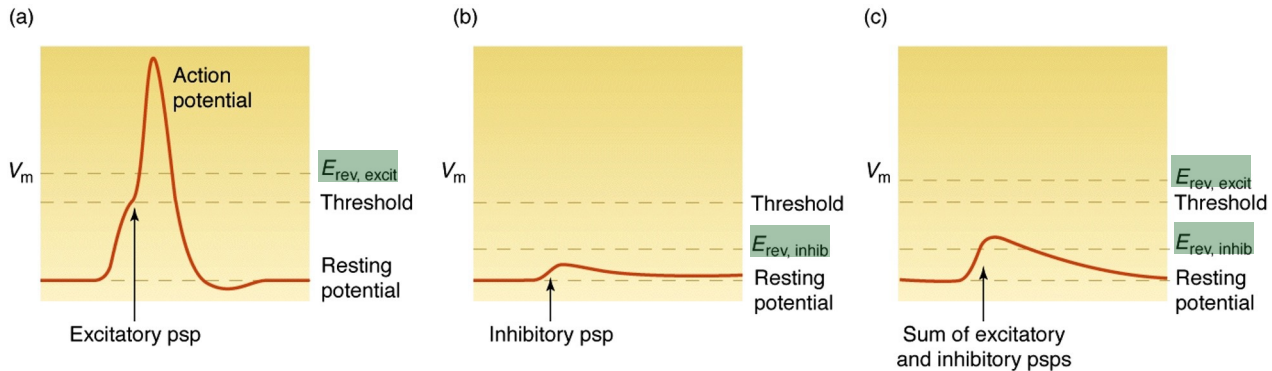 (a)
Action
potential
V_m
E_rev, excit
Threshold
Resting
potential
Excitatory psp
(b)
V_m
Threshold
E_rev, inhib
Resting
potential
Inhibitory psp
(c)
V_m
E_rev, excit
Threshold
E_rev, inhib
Resting
potential
Sum of excitatory
and inhibitory psps